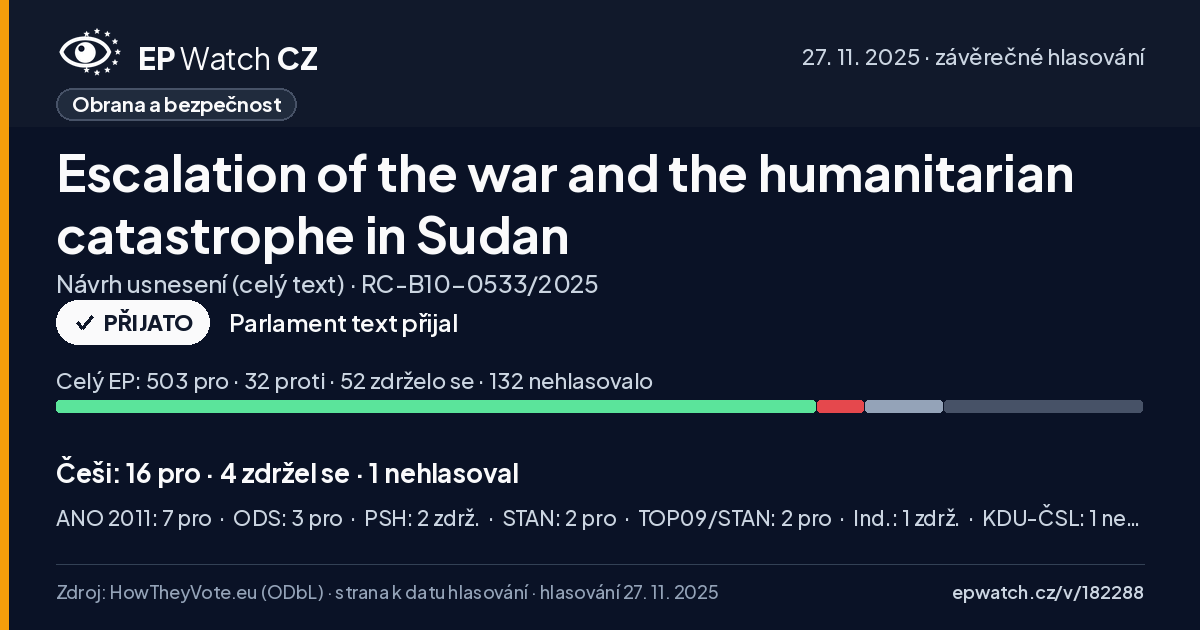 EP Watch CZ
27. 11. 2025 · závěrečné hlasování
Obrana a bezpečnost
Escalation of the war and the humanitarian
catastrophe in Sudan
Návrh usnesení (celý text) · RC-B10-0533/2025
✓ PŘIJATO Parlament text přijal
Celý EP: 503 pro · 32 proti · 52 zdrželo se · 132 nehlasovalo
Češi: 16 pro · 4 zdržel se · 1 nehlasoval
ANO 2011: 7 pro · ODS: 3 pro · PSH: 2 zdrž. · STAN: 2 pro · TOP09/STAN: 2 pro · Ind.: 1 zdrž. · KDU-ČSL: 1 ne…
Zdroj: HowTheyVote.eu (ODbL) · strana k datu hlasování · hlasování 27. 11. 2025
epwatch.cz/v/182288